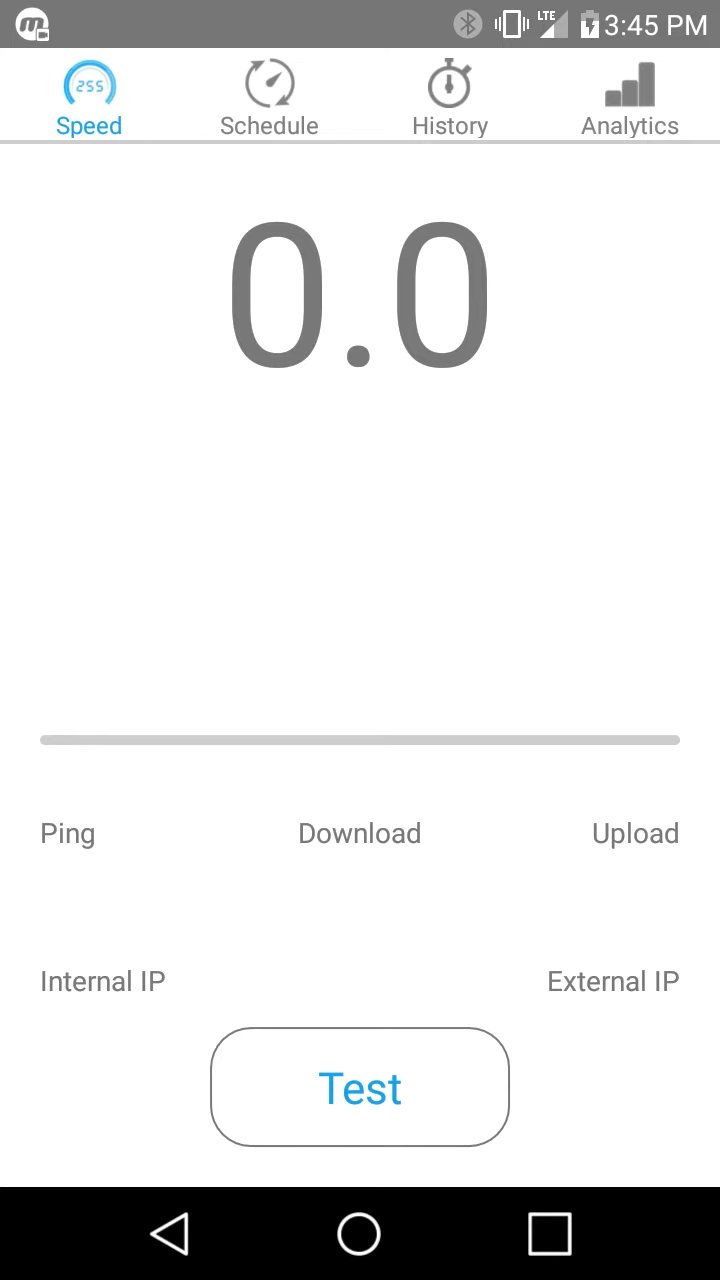 LTE 3:45 PM
255
Speed Schedule History Analytics
0.0
Ping Download Upload
Internal IP External IP
Test